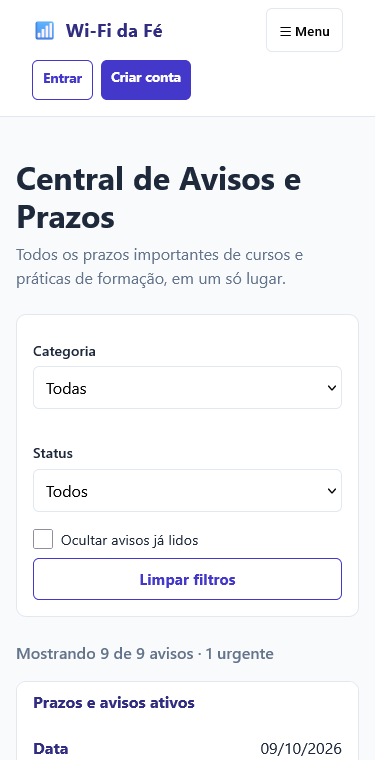 Wi-Fi da Fé
☰ Menu
Entrar
Criar conta
Central de Avisos e
Prazos
Todos os prazos importantes de cursos e
práticas de formação, em um só lugar.
Categoria
Todas
Status
Todos
Ocultar avisos já lidos
Limpar filtros
Mostrando 9 de 9 avisos · 1 urgente
Prazos e avisos ativos
Data 09/10/2026